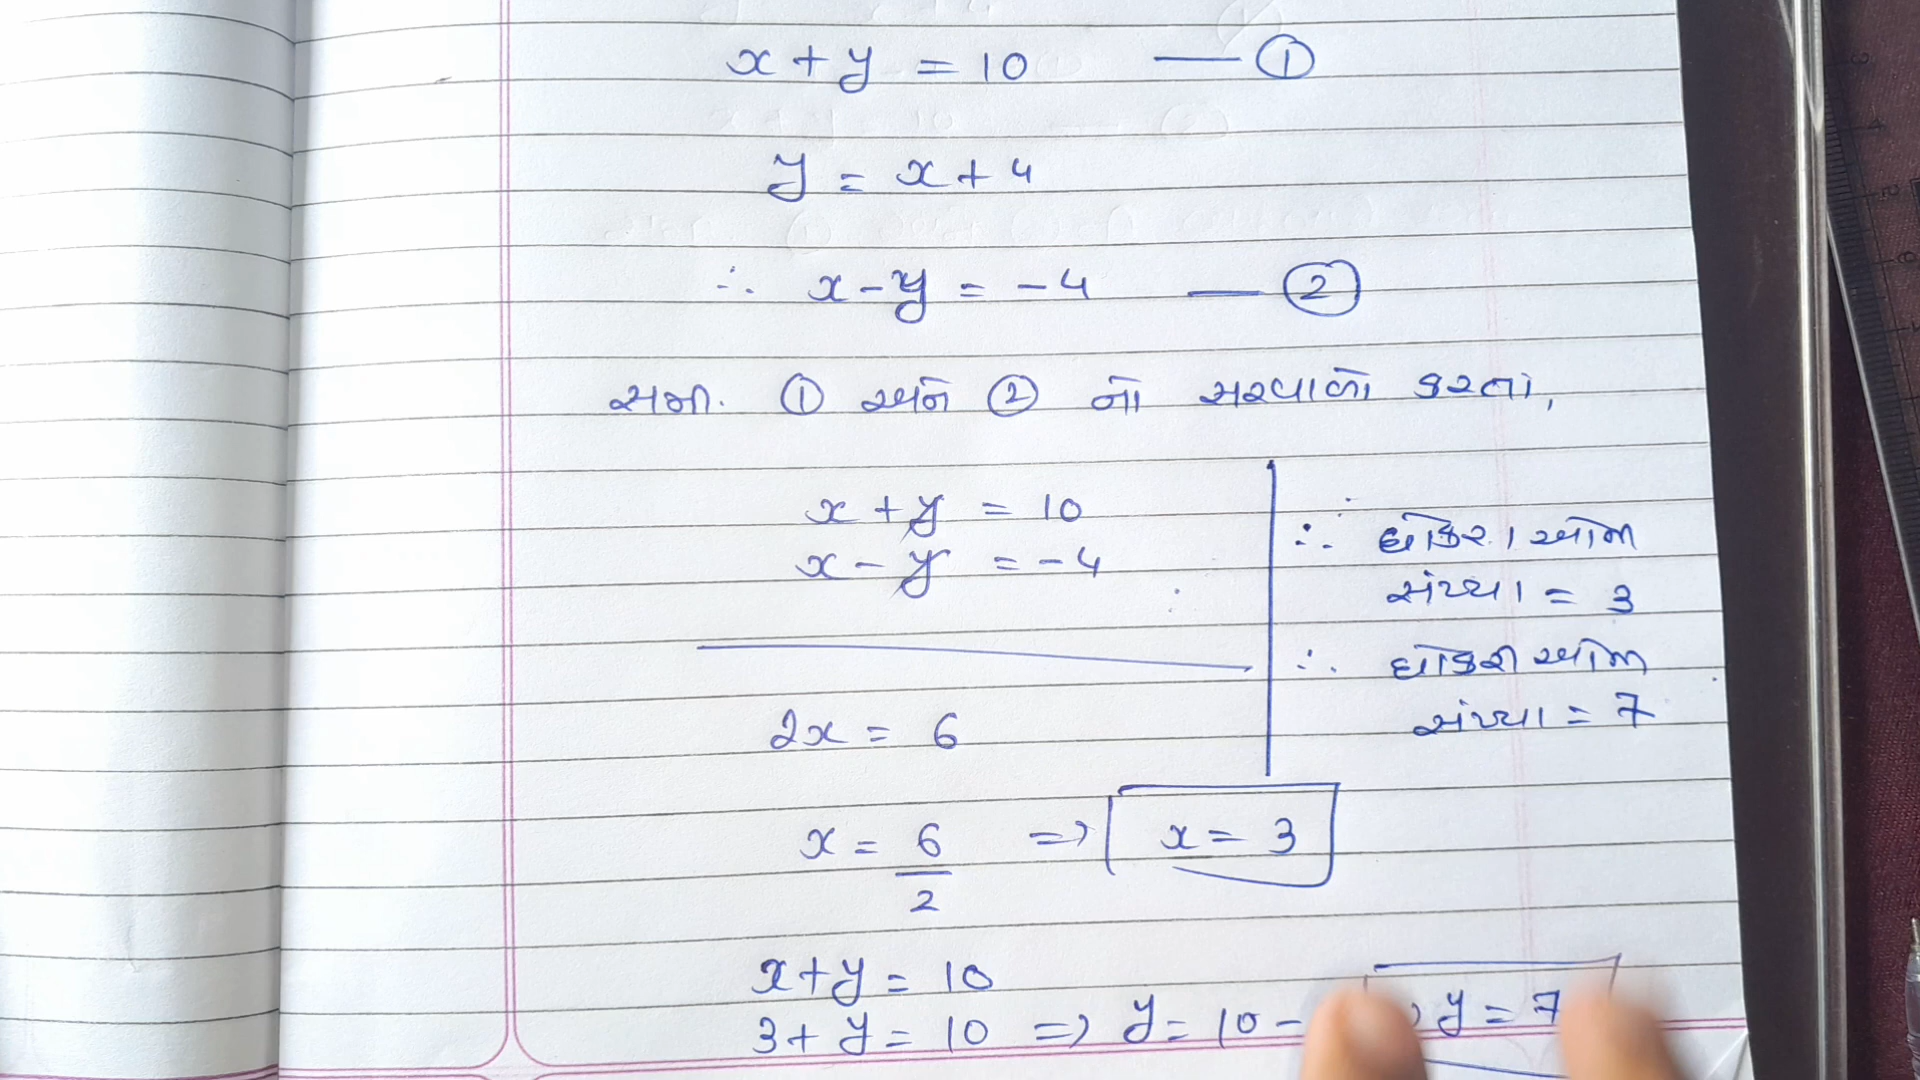 x + y = 10 —— ①
y = x + 4
∴ x - y = -4 —— ②
સમી. ① અને ② નો સરવાળો કરતા,
x + y = 10
x - y = -4
2x = 6
x = 6/2 => x = 3
x + y = 10
3 + y = 10 => y = 10 - y = 7
∴ છોકરાઓની
સંખ્યા = 3
∴ છોકરીઓની
સંખ્યા = 7